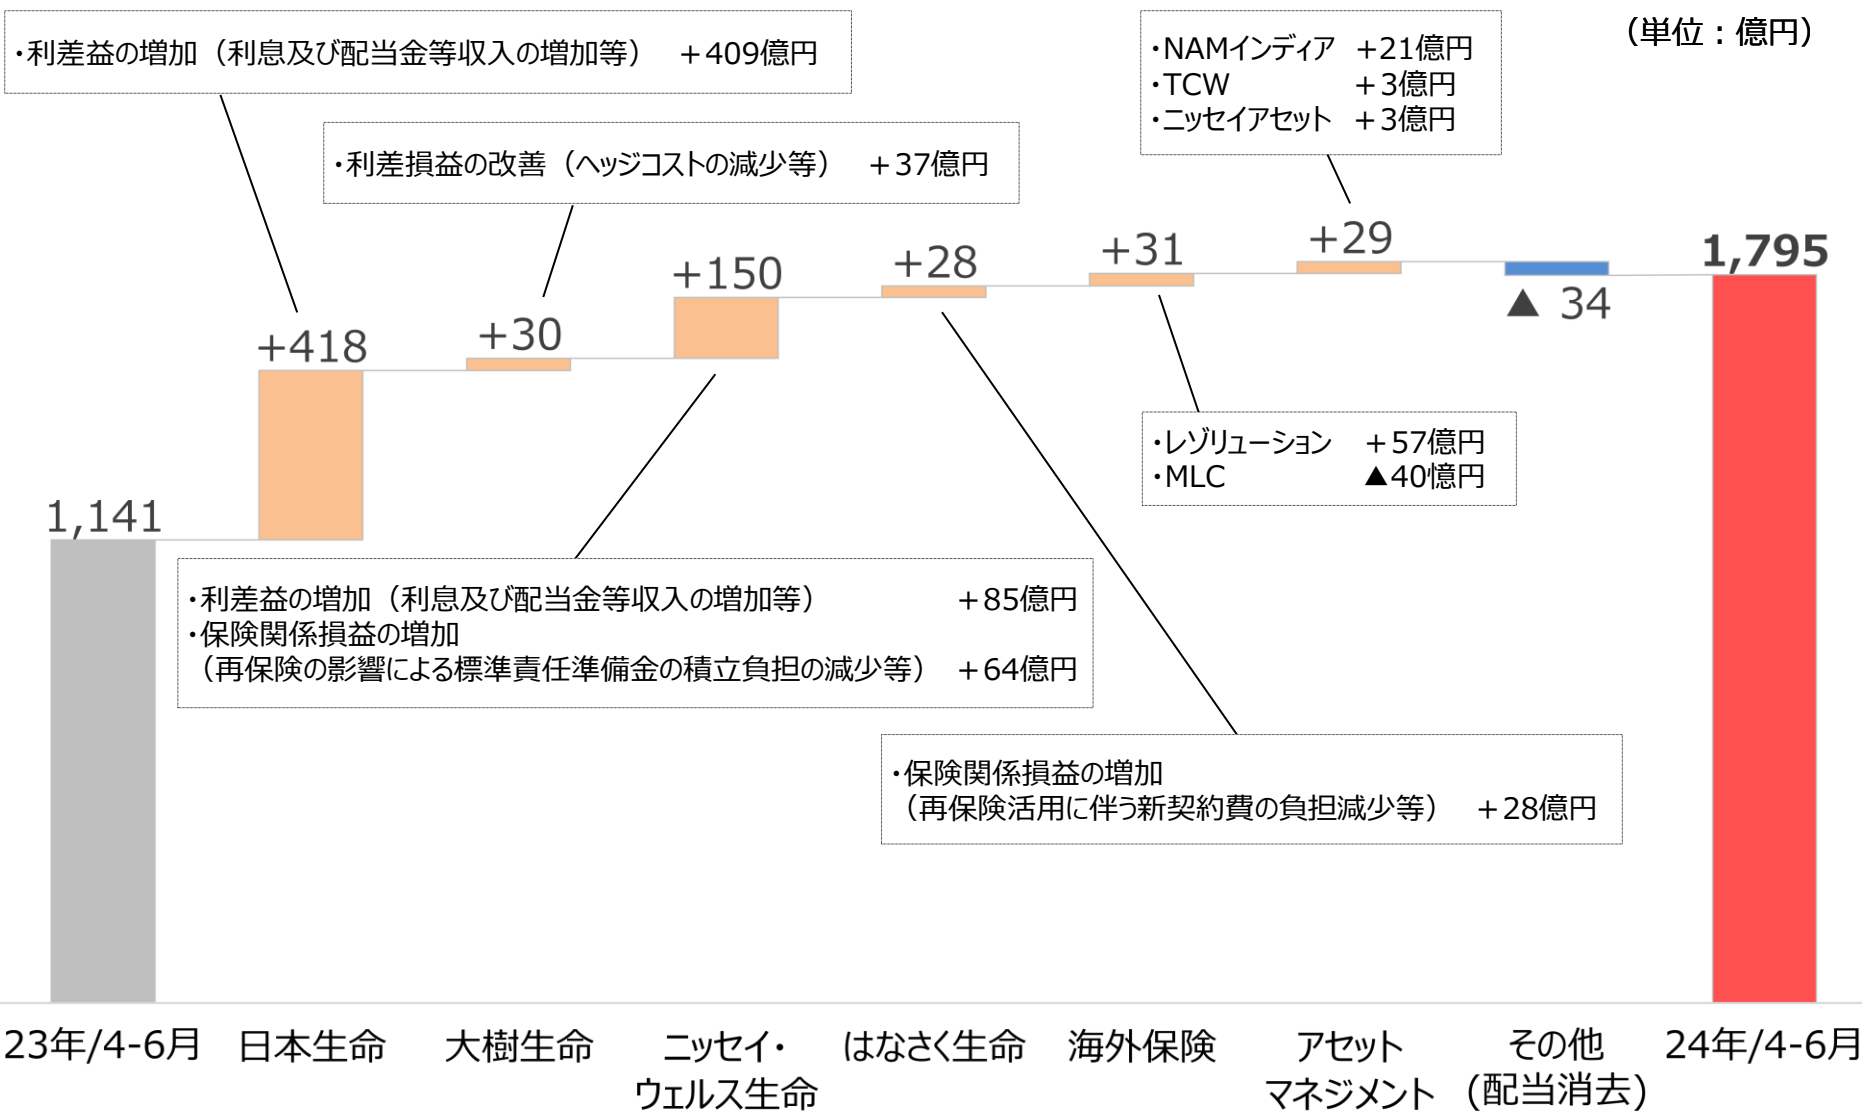 (単位:億円)
・利差益の増加(利息及び配当金等収入の増加等) +409億円
・利差損益の改善(ヘッジコストの減少等) +37億円
・NAMインディア +21億円
・TCW +3億円
・ニッセイアセット +3億円
1,141
+418
+30
+150
+28
+31
+29
▲ 34
1,795
・レゾリューション +57億円
・MLC ▲40憶円
・利差益の増加(利息及び配当金等収入の増加等) +85億円
・保険関係損益の増加
(再保険の影響による標準責任準備金の積立負担の減少等) +64億円
・保険関係損益の増加
(再保険活用に伴う新契約費の負担減少等) +28億円
23年/4-6月
日本生命
大樹生命
ニッセイ・
ウェルス生命
はなさく生命
海外保険
アセット
マネジメント
その他
(配当消去)
24年/4-6月